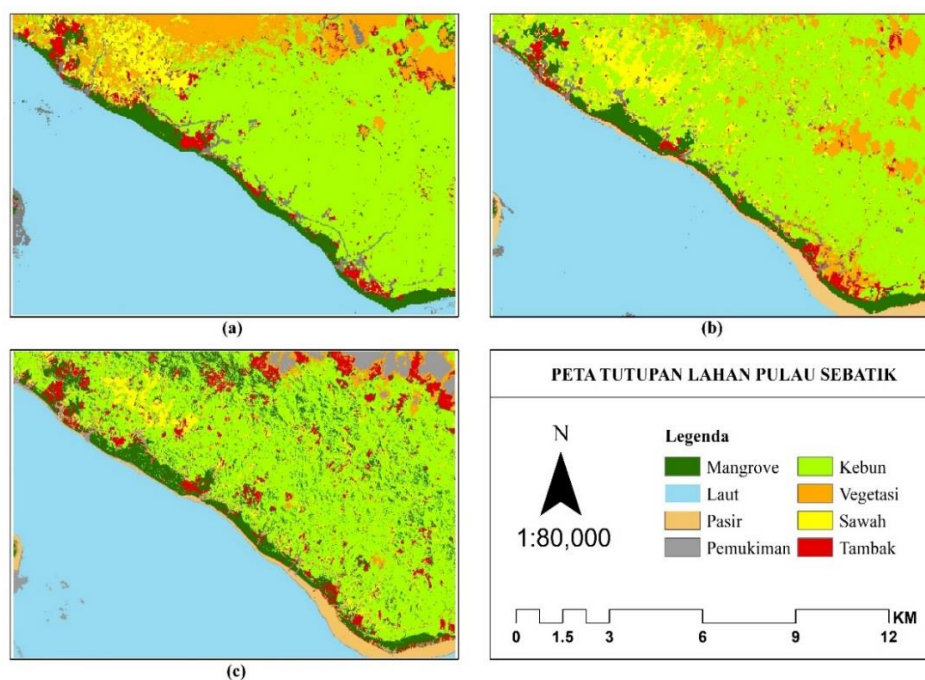 (a)
(b)
(c)
PETA TUTUPAN LAHAN PULAU SEBATIK
N
1:80,000
Legenda
Mangrove
Laut
Pasir
Pemukiman
Kebun
Vegetasi
Sawah
Tambak
KM
0 1.5 3 6 9 12